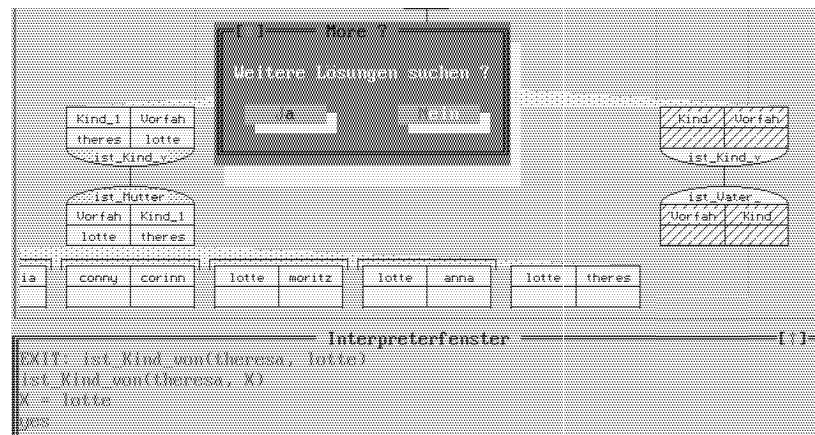 [ ] More ?
Weitere Lösungen suchen ?
Ja Nein
Kind_1 Vorfah
theres lotte
ist_Kind_v
ist_Mutter
Vorfah Kind_1
lotte theres
Kind Vorfah
ist_Kind_v
ist_Vater_
Vorfah Kind
ia conny corinn lotte moritz lotte anna lotte theres
Interpreterfenster [↑]
EXIT: ist_Kind_von(theresa, lotte)
ist_Kind_von(theresa, X)
X = lotte
yes